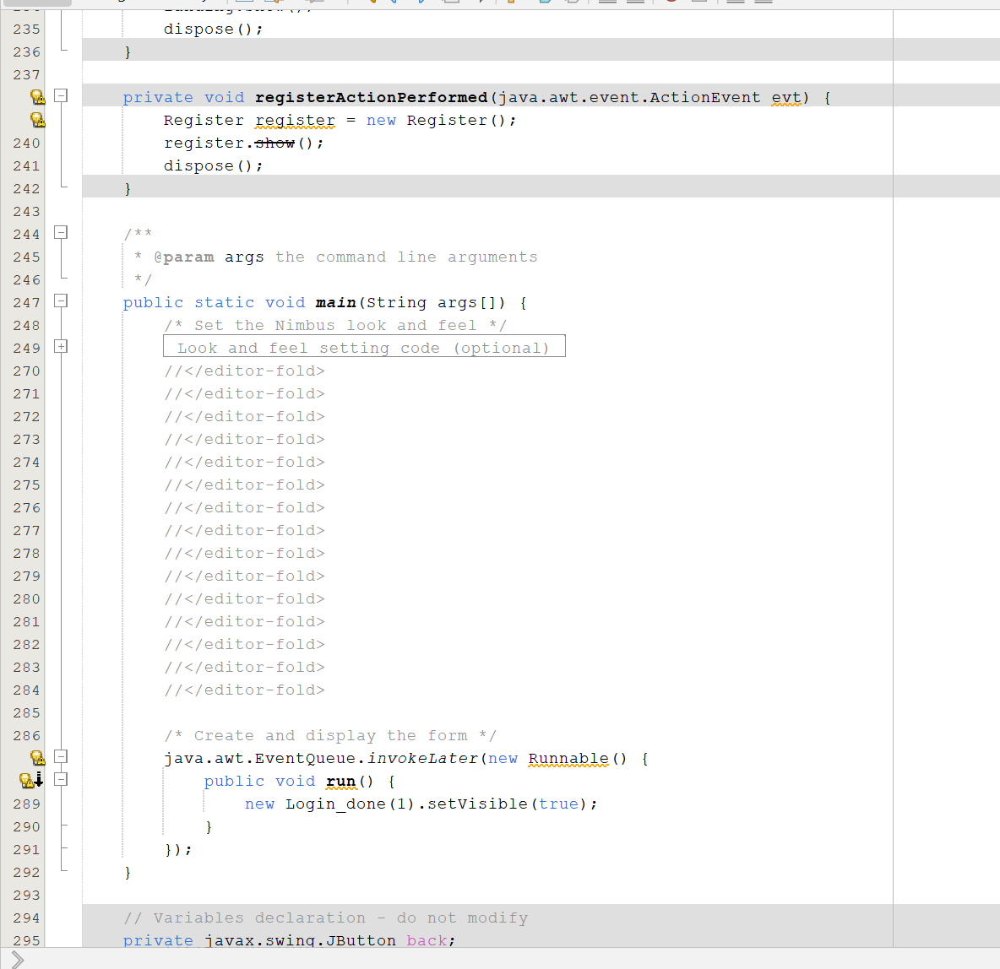 235 dispose();
236 }
237
private void registerActionPerformed(java.awt.event.ActionEvent evt) {
Register register = new Register();
240 register.show();
241 dispose();
242 }
243
244 /**
245 * @param args the command line arguments
246 */
247 public static void main(String args[]) {
248 /* Set the Nimbus look and feel */
249 Look and feel setting code (optional)
270 //</editor-fold>
271 //</editor-fold>
272 //</editor-fold>
273 //</editor-fold>
274 //</editor-fold>
275 //</editor-fold>
276 //</editor-fold>
277 //</editor-fold>
278 //</editor-fold>
279 //</editor-fold>
280 //</editor-fold>
281 //</editor-fold>
282 //</editor-fold>
283 //</editor-fold>
284 //</editor-fold>
285
286 /* Create and display the form */
java.awt.EventQueue.invokeLater(new Runnable() {
public void run() {
289 new Login_done(1).setVisible(true);
290 }
291 });
292 }
293
294 // Variables declaration - do not modify
295 private javax.swing.JButton back;